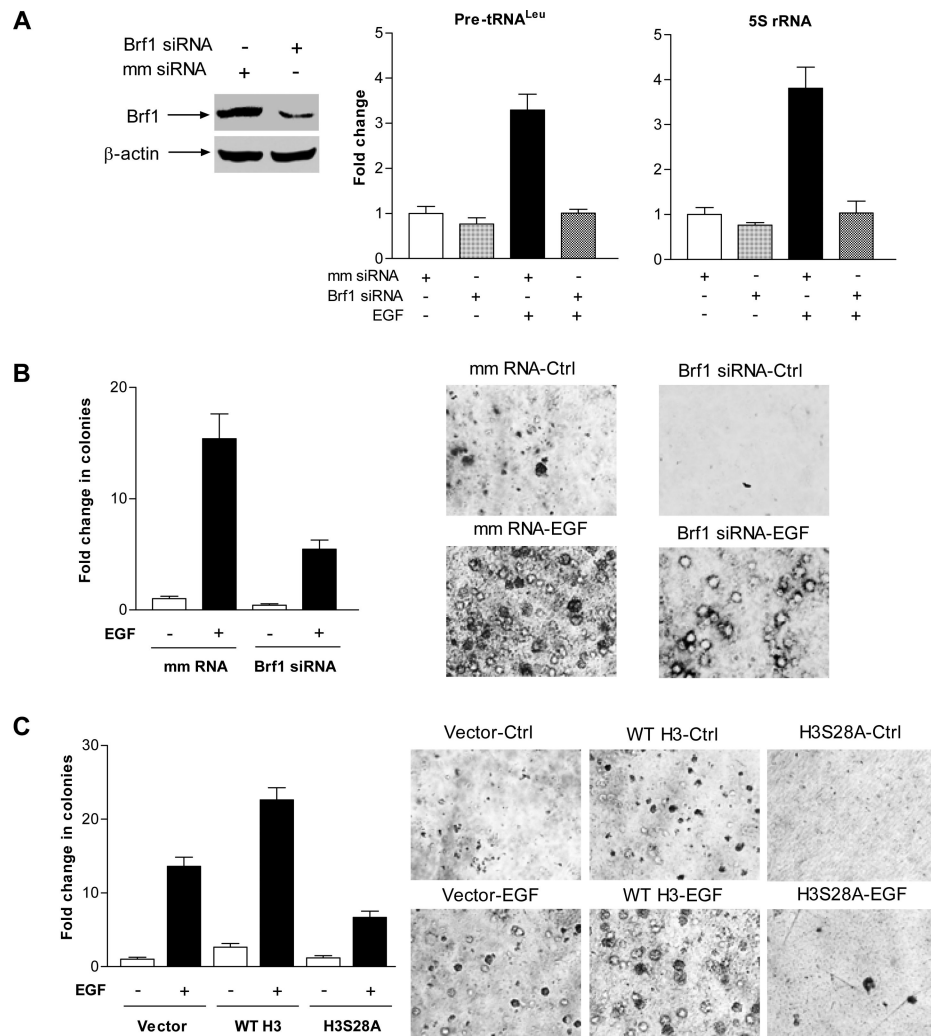 A
Brf1 siRNA - +
mm siRNA + -
Brf1
β-actin
Pre-tRNA^Leu
Fold change
5
4
3
2
1
0
mm siRNA + - + -
Brf1 siRNA - + - +
EGF - - + +
5S rRNA
5
4
3
2
1
0
+ - + -
- + - +
- - + +
B
Fold change in colonies
20
10
0
EGF - + - +
mm RNA Brf1 siRNA
mm RNA-Ctrl
Brf1 siRNA-Ctrl
mm RNA-EGF
Brf1 siRNA-EGF
C
Fold change in colonies
30
20
10
0
EGF - + - + - +
Vector WT H3 H3S28A
Vector-Ctrl
WT H3-Ctrl
H3S28A-Ctrl
Vector-EGF
WT H3-EGF
H3S28A-EGF